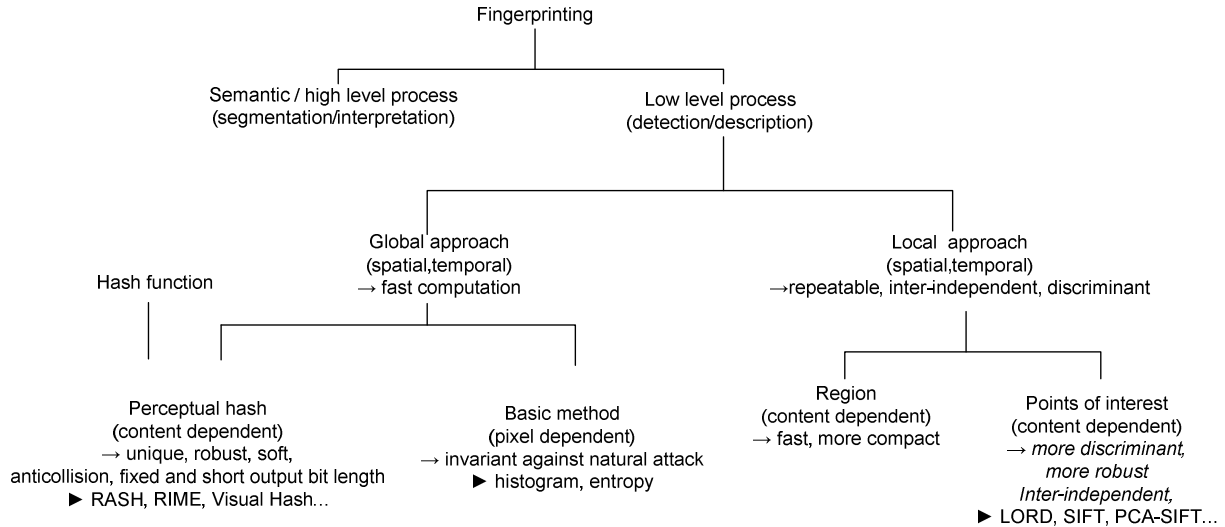 Fingerprinting
Semantic / high level process
(segmentation/interpretation)
Low level process
(detection/description)
Global approach
(spatial,temporal)
→ fast computation
Local approach
(spatial,temporal)
→repeatable, inter-independent, discriminant
Hash function
Perceptual hash
(content dependent)
→ unique, robust, soft,
anticollision, fixed and short output bit length
► RASH, RIME, Visual Hash...
Basic method
(pixel dependent)
→ invariant against natural attack
► histogram, entropy
Region
(content dependent)
→ fast, more compact
Points of interest
(content dependent)
→ more discriminant,
more robust
Inter-independent,
► LORD, SIFT, PCA-SIFT...